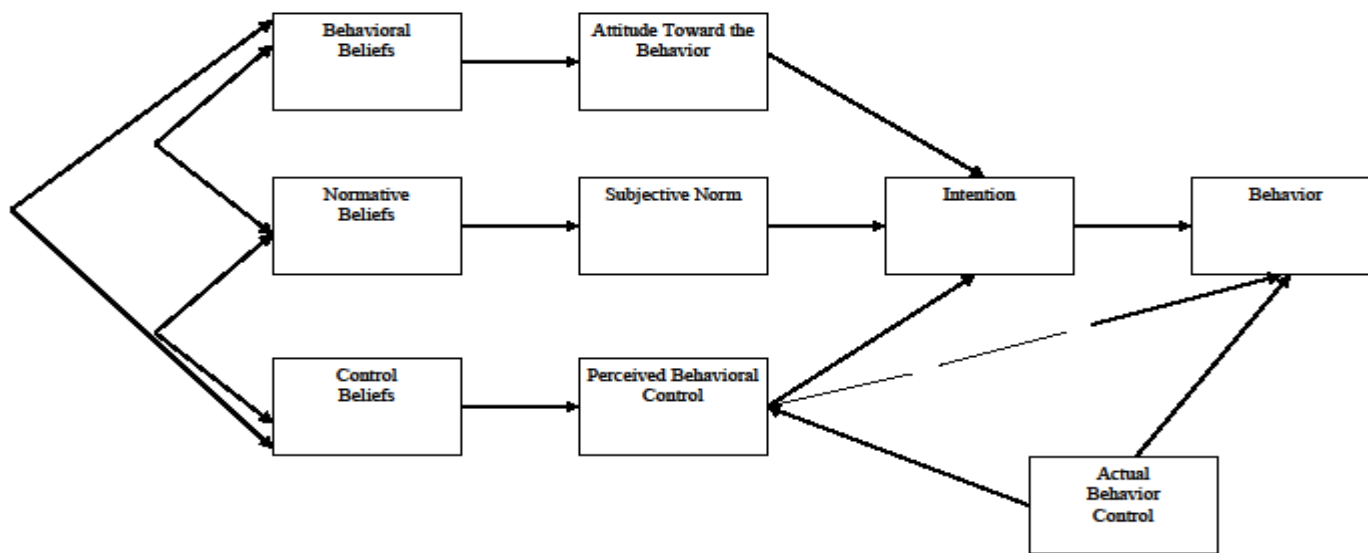 Behavioral
Beliefs
Attitude Toward the
Behavior
Normative
Beliefs
Subjective Norm
Intention
Behavior
Control
Beliefs
Perceived Behavioral
Control
Actual
Behavior
Control